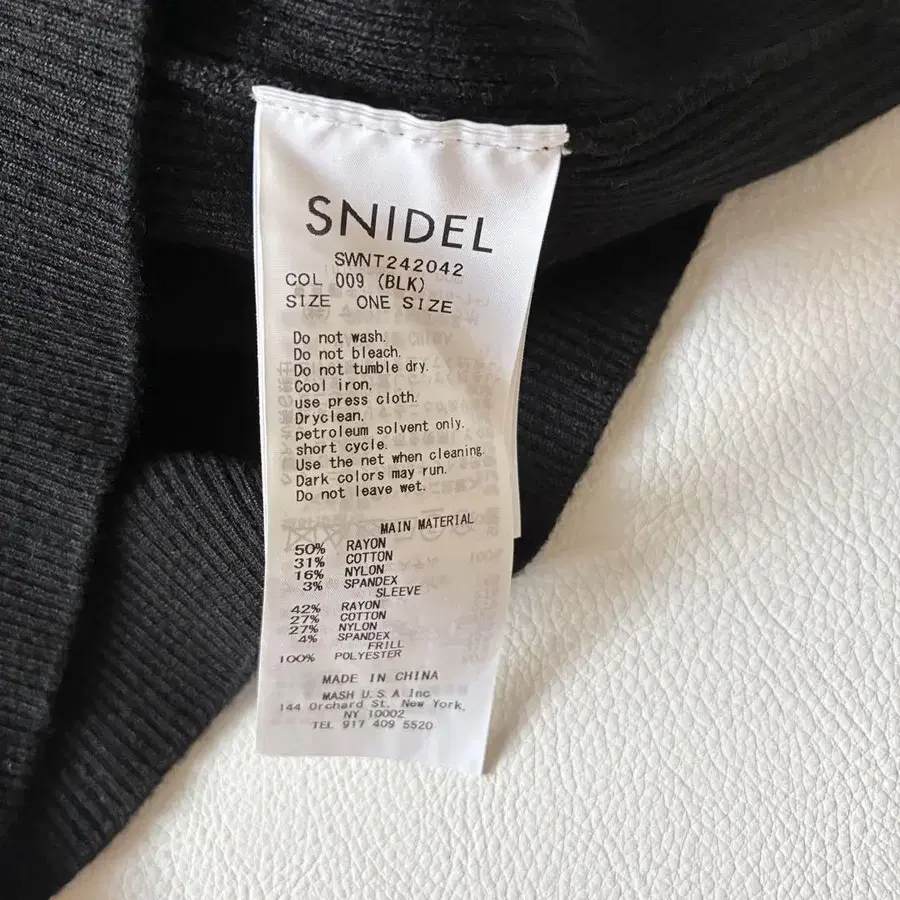 SNIDEL
SWNT242042
COL 009 (BLK)
SIZE ONE SIZE
Do not wash.
Do not bleach.
Do not tumble dry.
Cool iron,
use press cloth.
Dryclean,
petroleum solvent only.
short cycle.
Use the net when cleaning.
Dark colors may run.
Do not leave wet.
MAIN MATERIAL
50% RAYON
31% COTTON
16% NYLON
3% SPANDEX
SLEEVE
42% RAYON
27% COTTON
27% NYLON
4% SPANDEX
FRILL
100% POLYESTER
MADE IN CHINA
MASH U.S.A Inc
144 Orchard St. New York,
NY 10002
TEL 917 409 5520